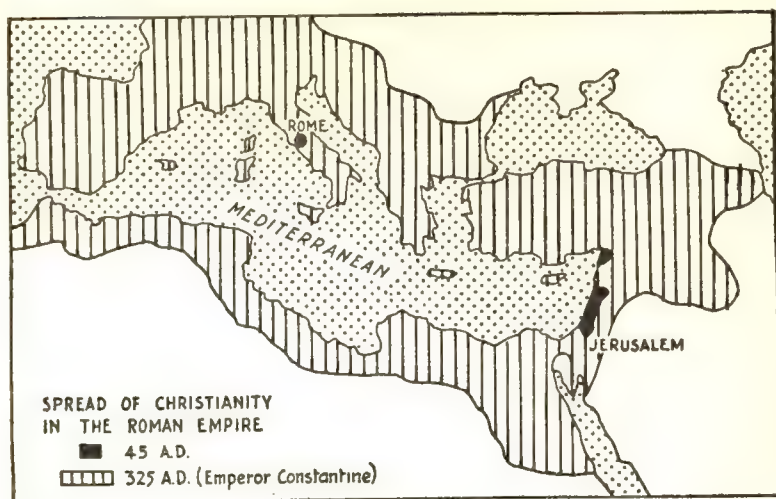 ROME
MEDITERRANEAN
JERUSALEM
SPREAD OF CHRISTIANITY
IN THE ROMAN EMPIRE
45 A.D.
325 A.D. (Emperor Constantine)